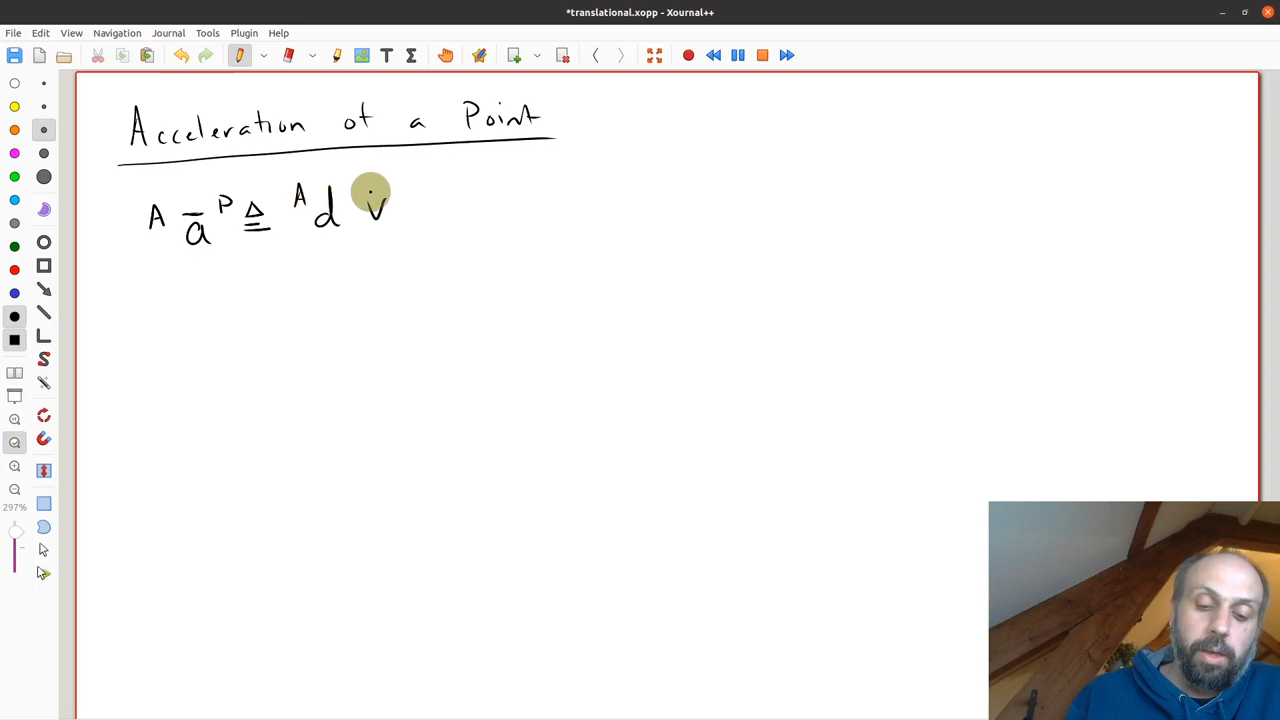 *translational.xopp - Xournal++
File Edit View Navigation Journal Tools Plugin Help
Acceleration of a Point
A a̅ P ≜ A d v
297%